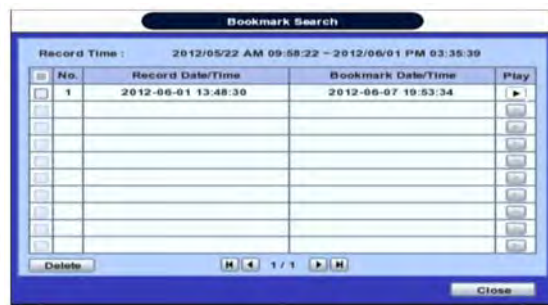 Bookmark Search
Record Time : 2012/05/22 AM 09:58:22 ~ 2012/06/01 PM 03:35:39
No. Record Date/Time Bookmark Date/Time Play
1 2012-06-01 13:48:30 2012-06-07 19:53:34
Delete 1 / 1
Close